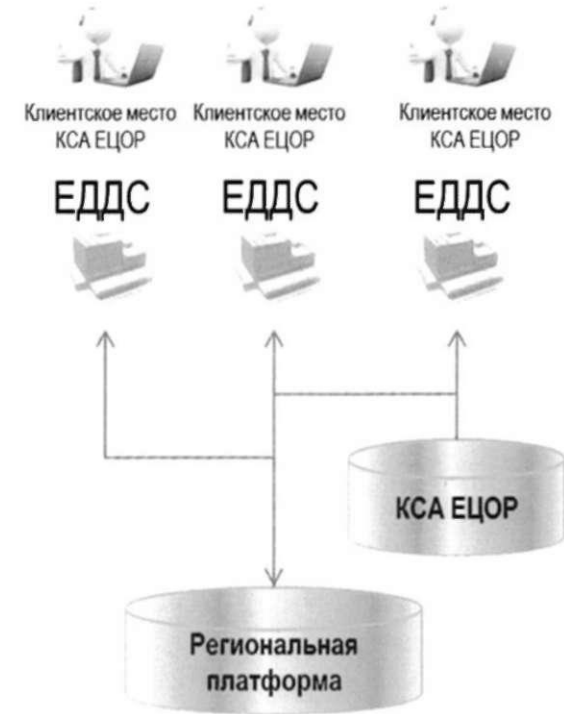 Клиентское место Клиентское место Клиентское место
КСА ЕЦОР КСА ЕЦОР КСА ЕЦОР
ЕДДС ЕДДС ЕДДС
КСА ЕЦОР
Региональная
платформа